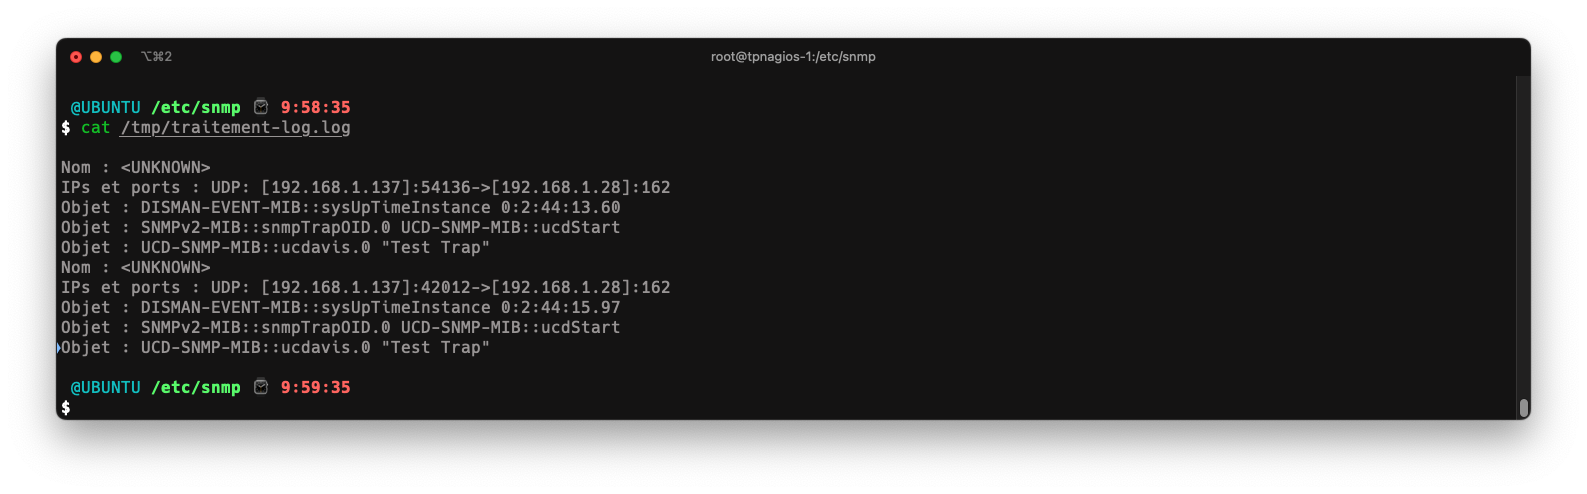 ⌥⌘2
root@tpnagios-1:/etc/snmp
@UBUNTU /etc/snmp 9:58:35
$ cat /tmp/traitement-log.log
Nom : <UNKNOWN>
IPs et ports : UDP: [192.168.1.137]:54136->[192.168.1.28]:162
Objet : DISMAN-EVENT-MIB::sysUpTimeInstance 0:2:44:13.60
Objet : SNMPv2-MIB::snmpTrapOID.0 UCD-SNMP-MIB::ucdStart
Objet : UCD-SNMP-MIB::ucdavis.0 "Test Trap"
Nom : <UNKNOWN>
IPs et ports : UDP: [192.168.1.137]:42012->[192.168.1.28]:162
Objet : DISMAN-EVENT-MIB::sysUpTimeInstance 0:2:44:15.97
Objet : SNMPv2-MIB::snmpTrapOID.0 UCD-SNMP-MIB::ucdStart
Objet : UCD-SNMP-MIB::ucdavis.0 "Test Trap"
@UBUNTU /etc/snmp 9:59:35
$